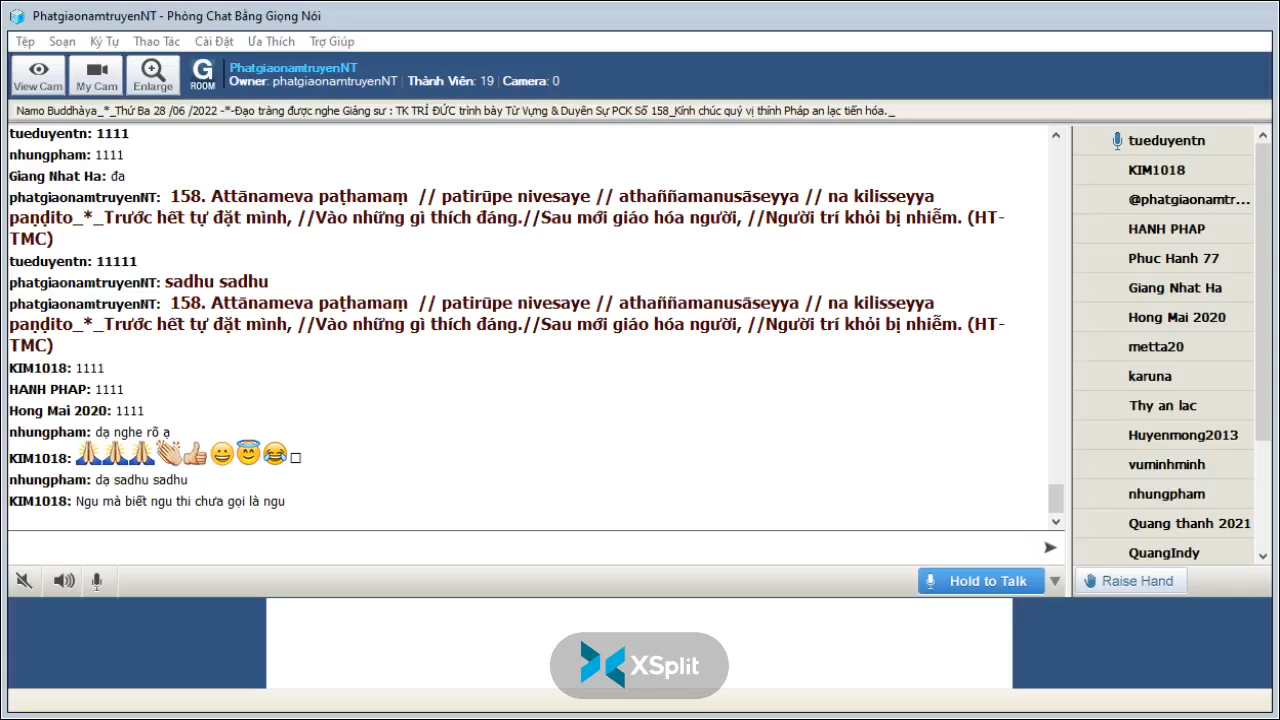 PhatgiaonamtruyenNT - Phòng Chat Bằng Giọng Nói
Tệp Soạn Ký Tự Thao Tác Cài Đặt Ưa Thích Trợ Giúp
View Cam My Cam Enlarge G ROOM
PhatgiaonamtruyenNT
Owner: phatgiaonamtruyenNT | Thành Viên: 19 | Camera: 0
Namo Buddhàya_*_Thứ Ba 28 /06 /2022 -*-Đạo tràng được nghe Giảng sư : TK TRÍ ĐỨC trình bày Từ Vựng & Duyên Sự PCK Số 158_Kính chúc quý vị thính Pháp an lạc tiến hóa._
tueduyentn: 1111
nhungpham: 1111
Giang Nhat Ha: đa
phatgiaonamtruyenNT: 158. Attānameva paṭhamaṃ // patirūpe nivesaye // athaññamanusāseyya // na kilisseyya
paṇḍito_*_Trước hết tự đặt mình, //Vào những gì thích đáng.//Sau mới giáo hóa người, //Người trí khỏi bị nhiễm. (HT-
TMC)
tueduyentn: 11111
phatgiaonamtruyenNT: sadhu sadhu
phatgiaonamtruyenNT: 158. Attānameva paṭhamaṃ // patirūpe nivesaye // athaññamanusāseyya // na kilisseyya
paṇḍito_*_Trước hết tự đặt mình, //Vào những gì thích đáng.//Sau mới giáo hóa người, //Người trí khỏi bị nhiễm. (HT-
TMC)
KIM1018: 1111
HANH PHAP: 1111
Hong Mai 2020: 1111
nhungpham: dạ nghe rõ ạ
KIM1018: 🙏🙏🙏👏👍😀😇😂□
nhungpham: dạ sadhu sadhu
KIM1018: Ngu mà biết ngu thi chưa gọi là ngu
tueduyentn
KIM1018
@phatgiaonamtr...
HANH PHAP
Phuc Hanh 77
Giang Nhat Ha
Hong Mai 2020
metta20
karuna
Thy an lac
Huyenmong2013
vuminhminh
nhungpham
Quang thanh 2021
QuangIndy
Hold to Talk
Raise Hand
XSplit